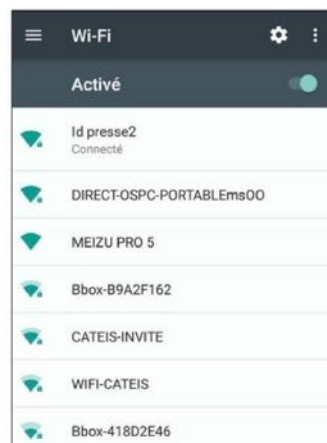 Wi-Fi
Activé
Id presse2
Connecté
DIRECT-OSPC-PORTABLEmsOO
MEIZU PRO 5
Bbox-B9A2F162
CATEIS-INVITE
WIFI-CATEIS
Bbox-418D2E46